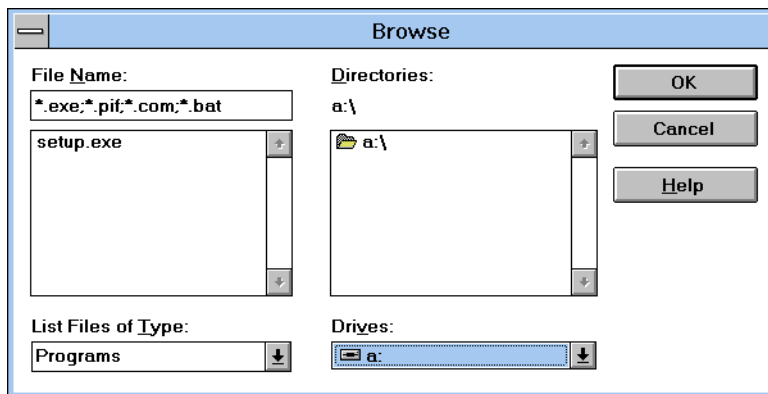 Browse
File Name:
*.exe;*.pif;*.com;*.bat
setup.exe
List Files of Type:
Programs
Directories:
a:\
a:\
Drives:
a:
OK
Cancel
Help